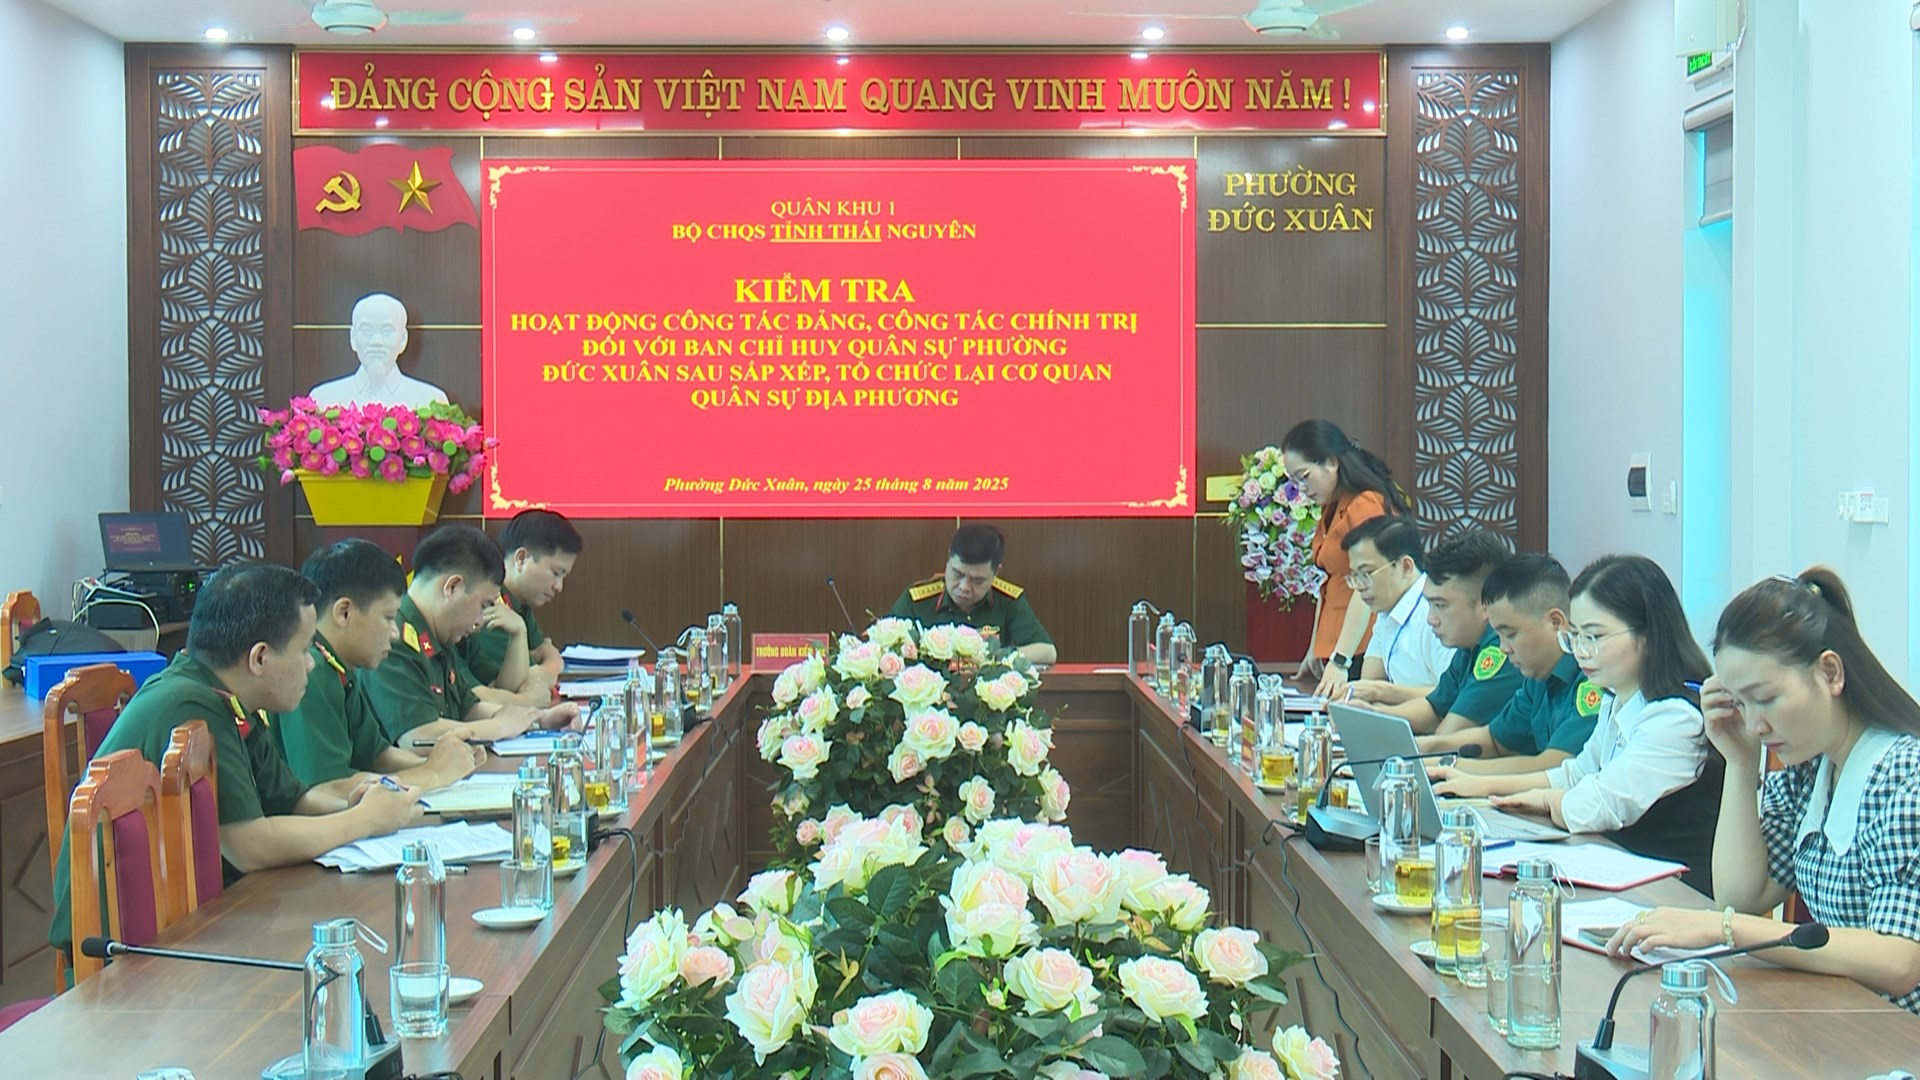 ĐẢNG CỘNG SẢN VIỆT NAM QUANG VINH MUÔN NĂM !
QUÂN KHU 1
BỘ CHQS TỈNH THÁI NGUYÊN
KIỂM TRA
HOẠT ĐỘNG CÔNG TÁC ĐẢNG, CÔNG TÁC CHÍNH TRỊ
ĐỐI VỚI BAN CHỈ HUY QUÂN SỰ PHƯỜNG
ĐỨC XUÂN SAU SẮP XẾP, TỔ CHỨC LẠI CƠ QUAN
QUÂN SỰ ĐỊA PHƯƠNG
Phường Đức Xuân, ngày 25 tháng 8 năm 2025
PHƯỜNG
ĐỨC XUÂN
TRƯỞNG ĐOÀN KIỂM